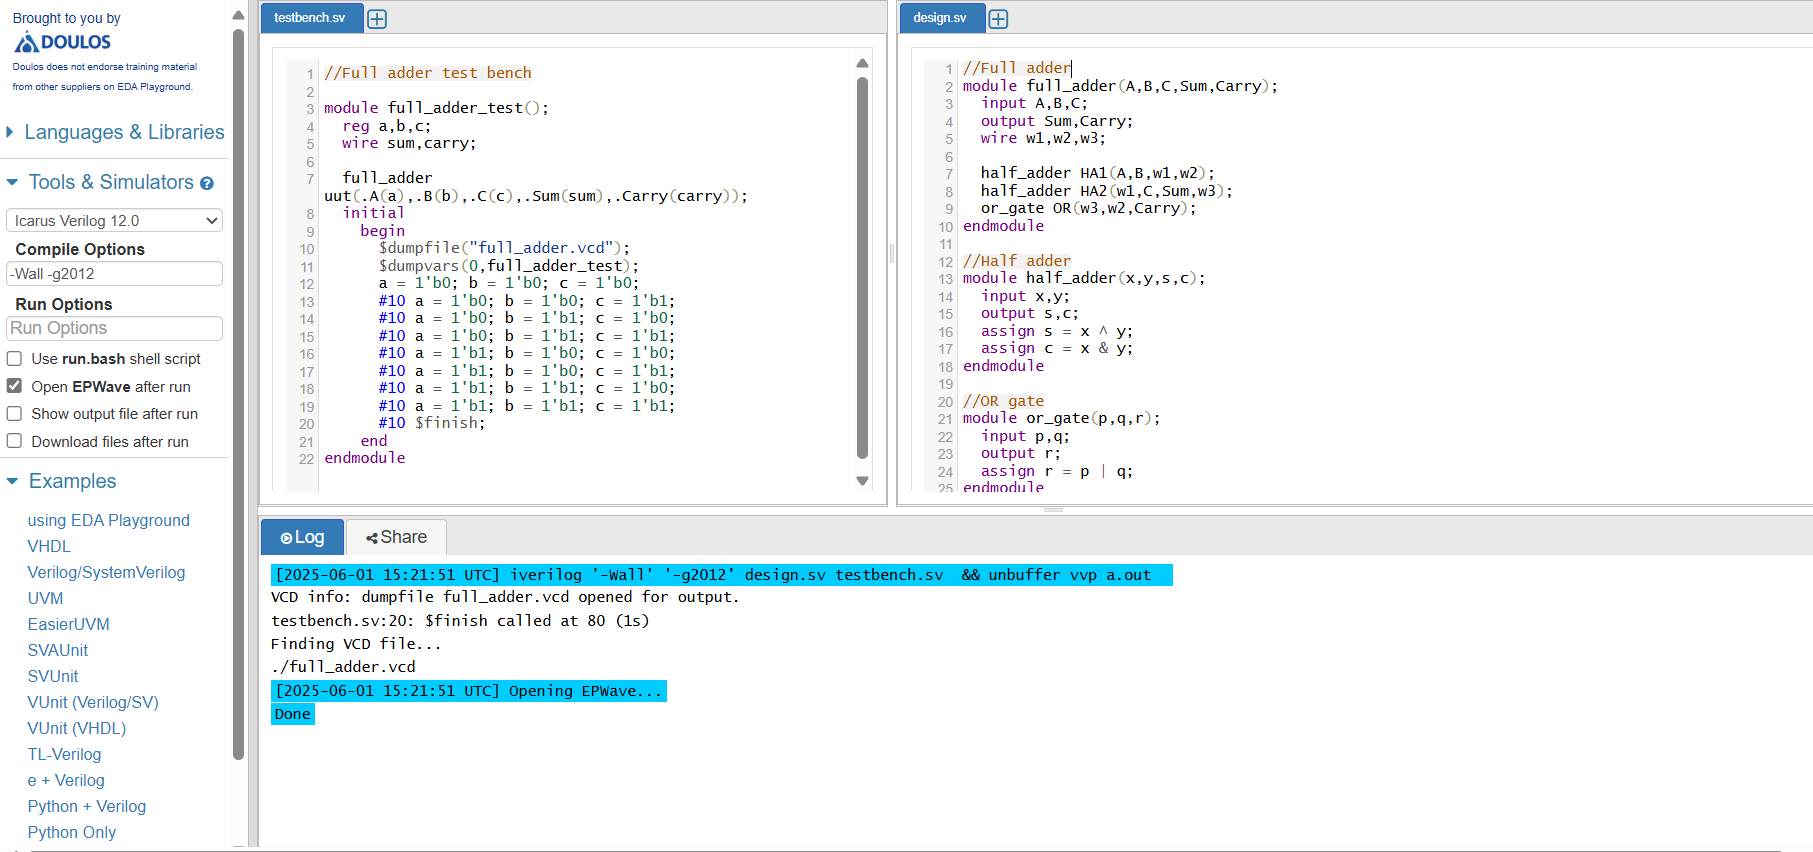 Brought to you by
DOULOS
Doulos does not endorse training material
from other suppliers on EDA Playground.
Languages & Libraries
Tools & Simulators ?
Icarus Verilog 12.0
Compile Options
-Wall -g2012
Run Options
Run Options
Use run.bash shell script
Open EPWave after run
Show output file after run
Download files after run
Examples
using EDA Playground
VHDL
Verilog/SystemVerilog
UVM
EasierUVM
SVAUnit
SVUnit
VUnit (Verilog/SV)
VUnit (VHDL)
TL-Verilog
e + Verilog
Python + Verilog
Python Only
testbench.sv
1 //Full adder test bench
2
3 module full_adder_test();
4 reg a,b,c;
5 wire sum,carry;
6
7 full_adder
uut(.A(a),.B(b),.C(c),.Sum(sum),.Carry(carry));
8 initial
9 begin
10 $dumpfile("full_adder.vcd");
11 $dumpvars(0,full_adder_test);
12 a = 1'b0; b = 1'b0; c = 1'b0;
13 #10 a = 1'b0; b = 1'b0; c = 1'b1;
14 #10 a = 1'b0; b = 1'b1; c = 1'b0;
15 #10 a = 1'b0; b = 1'b1; c = 1'b1;
16 #10 a = 1'b1; b = 1'b0; c = 1'b0;
17 #10 a = 1'b1; b = 1'b0; c = 1'b1;
18 #10 a = 1'b1; b = 1'b1; c = 1'b0;
19 #10 a = 1'b1; b = 1'b1; c = 1'b1;
20 #10 $finish;
21 end
22 endmodule
design.sv
1 //Full adder
2 module full_adder(A,B,C,Sum,Carry);
3 input A,B,C;
4 output Sum,Carry;
5 wire w1,w2,w3;
6
7 half_adder HA1(A,B,w1,w2);
8 half_adder HA2(w1,C,Sum,w3);
9 or_gate OR(w3,w2,Carry);
10 endmodule
11
12 //Half adder
13 module half_adder(x,y,s,c);
14 input x,y;
15 output s,c;
16 assign s = x ^ y;
17 assign c = x & y;
18 endmodule
19
20 //OR gate
21 module or_gate(p,q,r);
22 input p,q;
23 output r;
24 assign r = p | q;
25 endmodule
Log
Share
[2025-06-01 15:21:51 UTC] iverilog '-Wall' '-g2012' design.sv testbench.sv && unbuffer vvp a.out
VCD info: dumpfile full_adder.vcd opened for output.
testbench.sv:20: $finish called at 80 (1s)
Finding VCD file...
./full_adder.vcd
[2025-06-01 15:21:51 UTC] Opening EPWave...
Done